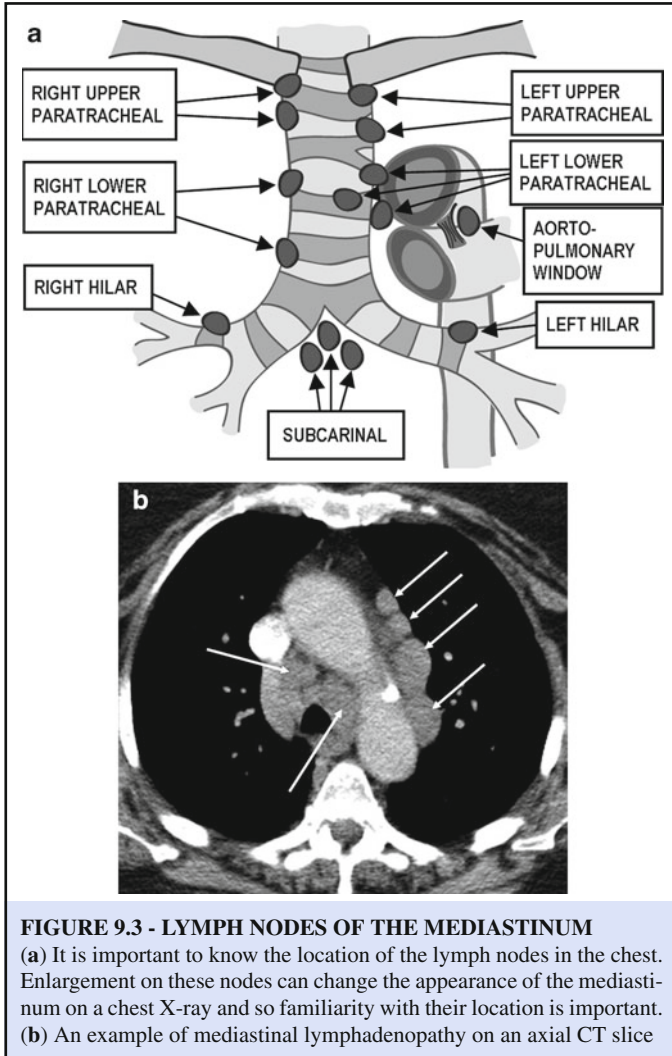 a
RIGHT UPPER
PARATRACHEAL
LEFT UPPER
PARATRACHEAL
RIGHT LOWER
PARATRACHEAL
LEFT LOWER
PARATRACHEAL
AORTO-
PULMONARY
WINDOW
RIGHT HILAR
LEFT HILAR
SUBCARINAL
b
FIGURE 9.3 - LYMPH NODES OF THE MEDIASTINUM
(a) It is important to know the location of the lymph nodes in the chest.
Enlargement on these nodes can change the appearance of the mediasti-
num on a chest X-ray and so familiarity with their location is important.
(b) An example of mediastinal lymphadenopathy on an axial CT slice